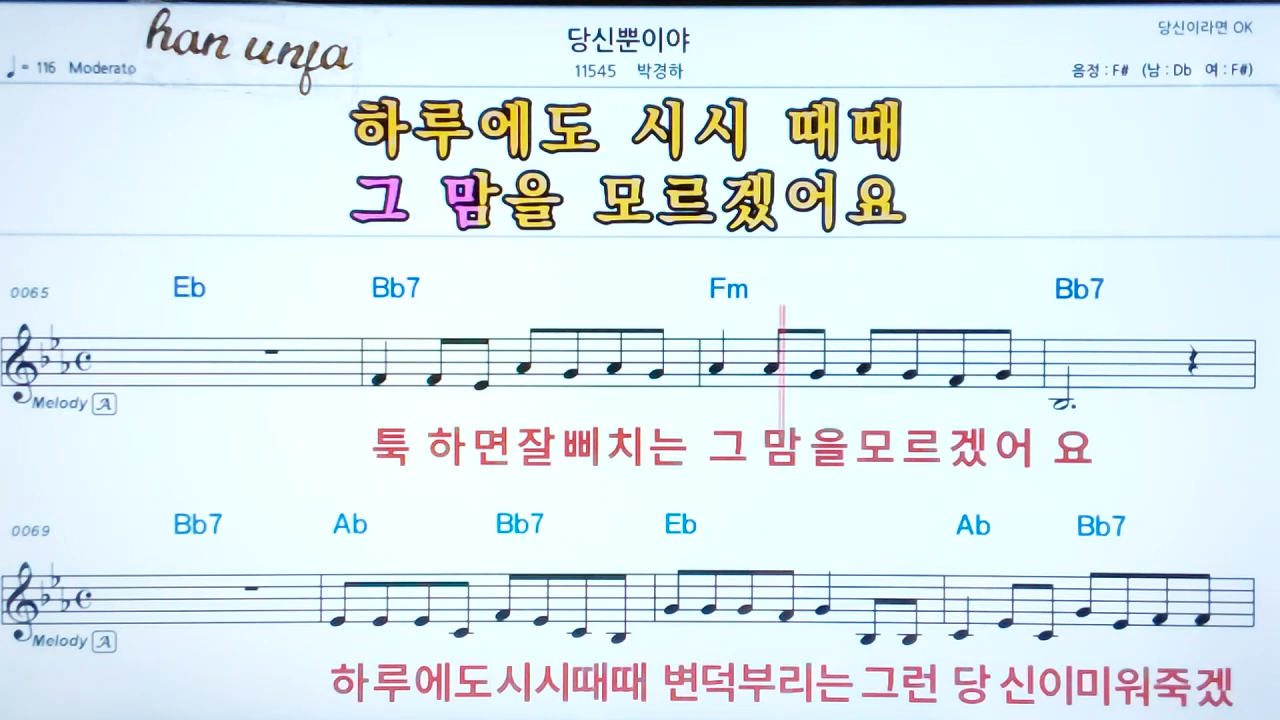 han unfa
당신뿐이야
당신이라면 OK
♩= 116 Moderato
11545 박경하
음정 : F# (남 : Db 여 : F#)
하루에도 시시 때때
그 맘을 모르겠어요
0065 Eb Bb7 Fm Bb7
Melody A
툭 하면잘삐치는 그 맘을모르겠어 요
0069 Bb7 Ab Bb7 Eb Ab Bb7
Melody A
하루에도시시때때 변덕부리는그런 당신이미워죽겠